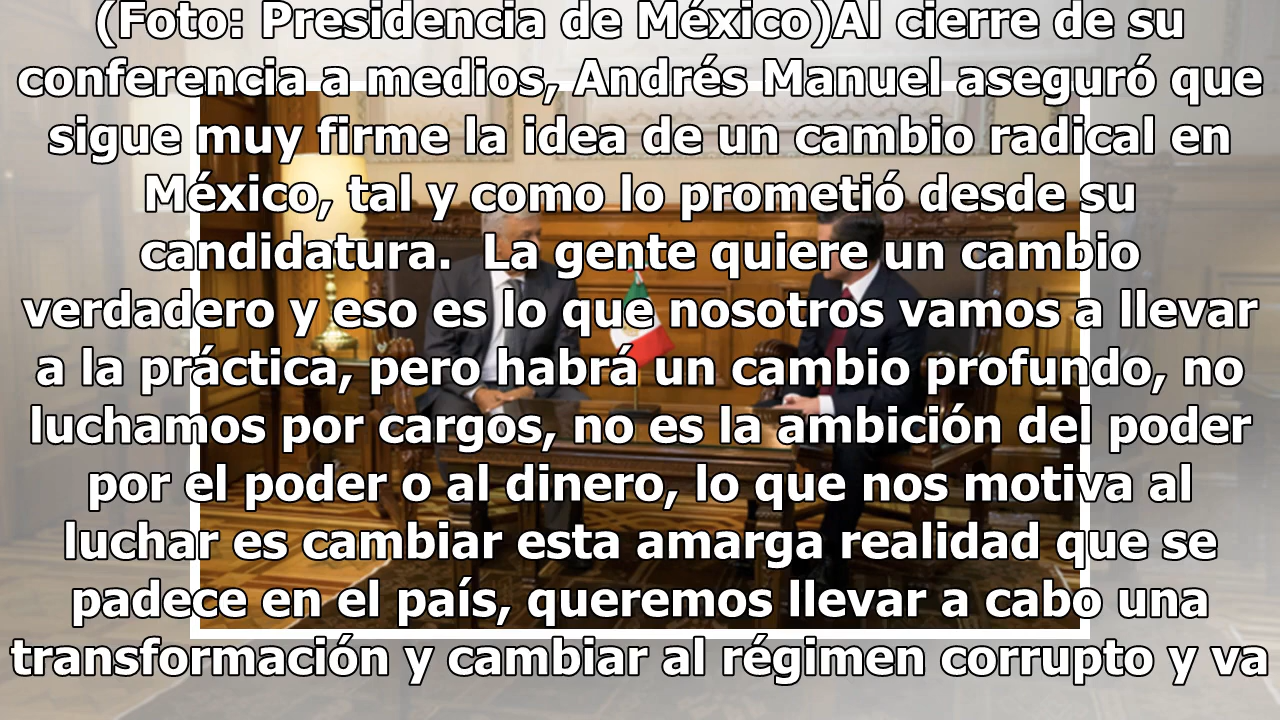 (Foto: Presidencia de México)Al cierre de su
conferencia a medios, Andrés Manuel aseguró que
sigue muy firme la idea de un cambio radical en
México, tal y como lo prometió desde su
candidatura.  La gente quiere un cambio
verdadero y eso es lo que nosotros vamos a llevar
a la práctica, pero habrá un cambio profundo, no
luchamos por cargos, no es la ambición del poder
por el poder o al dinero, lo que nos motiva al
luchar es cambiar esta amarga realidad que se
padece en el país, queremos llevar a cabo una
transformación y cambiar al régimen corrupto y va